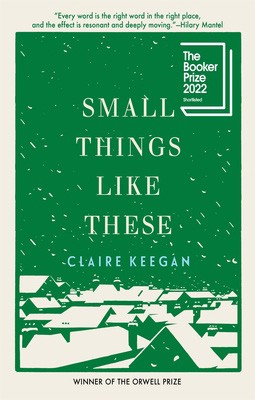 "Every word is the right word in the right place,
and the effect is resonant and deeply moving."–Hilary Mantel
The
Booker
Prize
2022
Shortlisted
SMALL
THINGS
LIKE
THESE
CLAIRE KEEGAN
WINNER OF THE ORWELL PRIZE